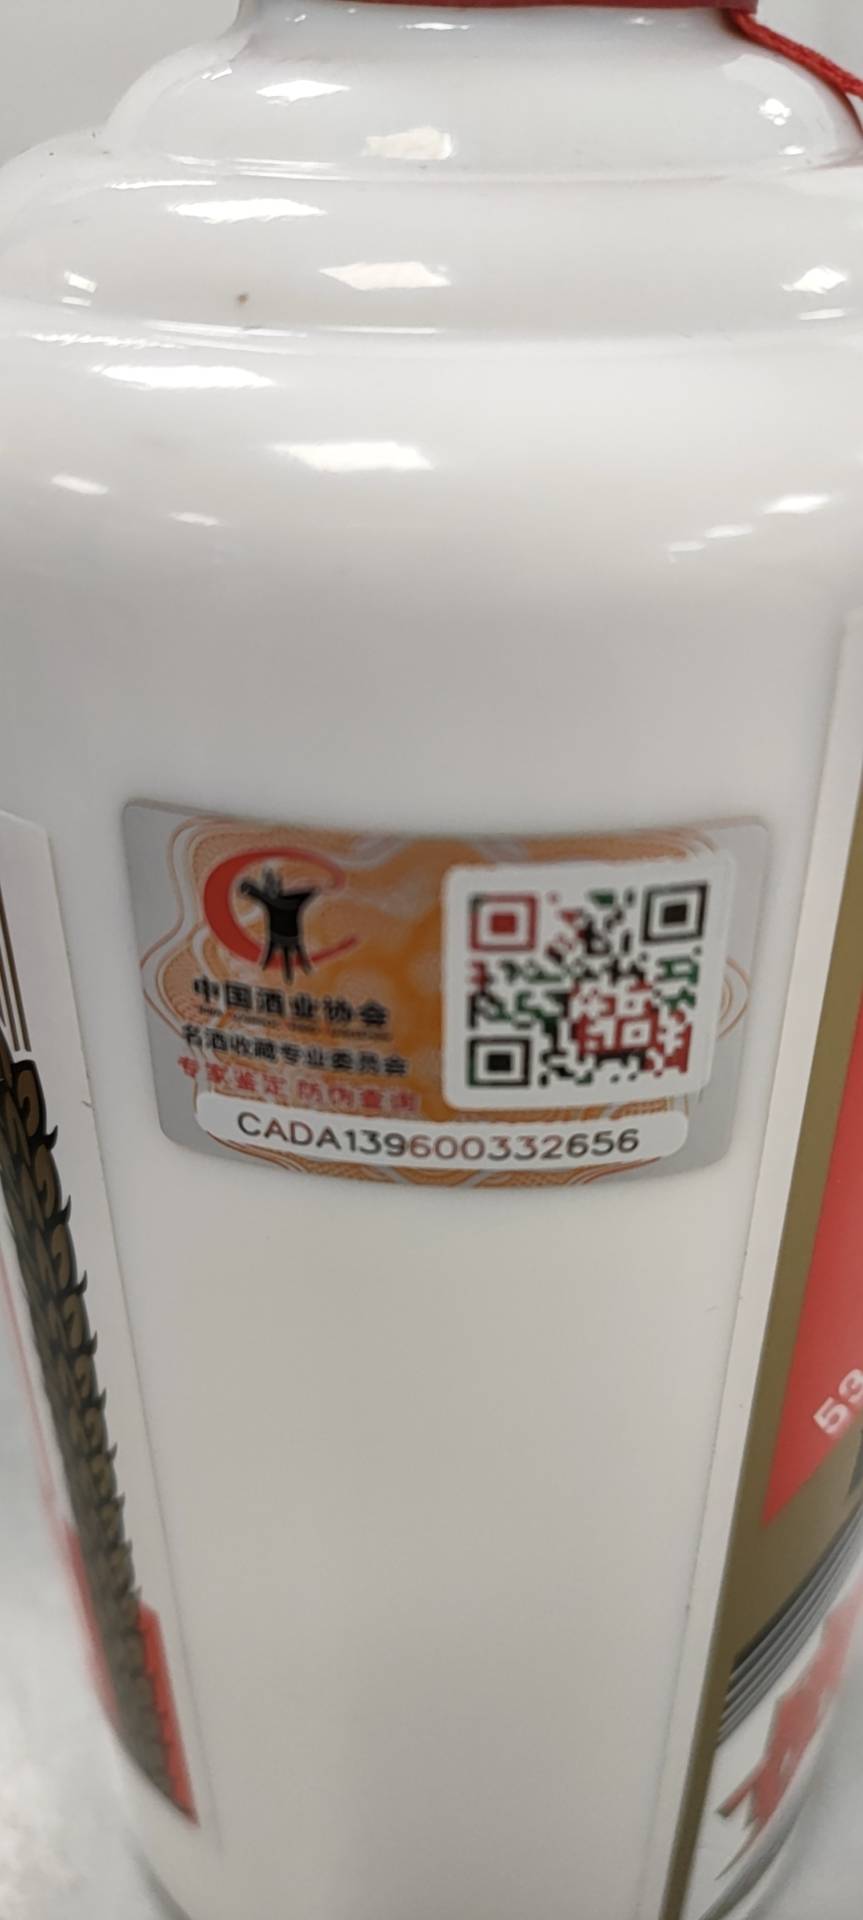 中国酒业协会
名酒收藏专业委员会
专家鉴定 防伪查询
CADA139600332656
53